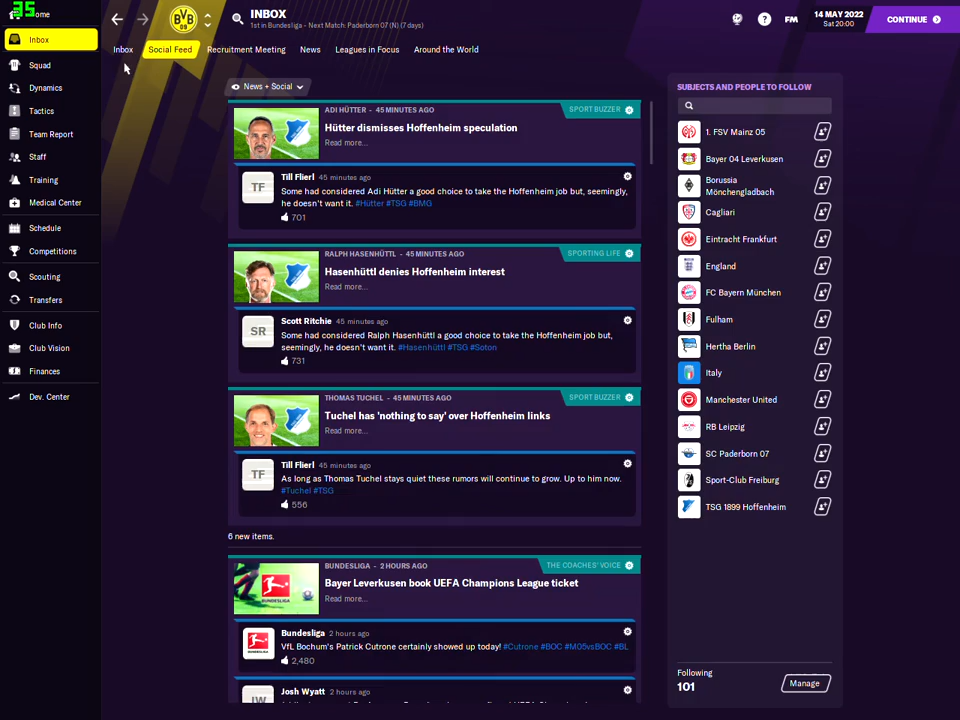 35
ome
BVB
09
INBOX
1st in Bundesliga - Next Match: Paderborn 07 (N) (7 days)
?
FM
14 MAY 2022
Sat 20:00
CONTINUE
Inbox
Social Feed
Recruitment Meeting
News
Leagues in Focus
Around the World
Inbox
Squad
Dynamics
Tactics
Team Report
Staff
Training
Medical Center
Schedule
Competitions
Scouting
Transfers
Club Info
Club Vision
Finances
Dev. Center
News + Social
ADI HÜTTER - 45 MINUTES AGO
SPORT BUZZER
Hütter dismisses Hoffenheim speculation
Read more...
TF
Till Flierl 45 minutes ago
Some had considered Adi Hütter a good choice to take the Hoffenheim job but, seemingly,
he doesn't want it. #Hütter #TSG #BMG
701
RALPH HASENHÜTTL - 45 MINUTES AGO
SPORTING LIFE
Hasenhüttl denies Hoffenheim interest
Read more...
SR
Scott Ritchie 45 minutes ago
Some had considered Ralph Hasenhüttl a good choice to take the Hoffenheim job but,
seemingly, he doesn't want it. #Hasenhüttl #TSG #Soton
731
THOMAS TUCHEL - 45 MINUTES AGO
SPORT BUZZER
Tuchel has 'nothing to say' over Hoffenheim links
Read more...
TF
Till Flierl 45 minutes ago
As long as Thomas Tuchel stays quiet these rumors will continue to grow. Up to him now.
#Tuchel #TSG
556
6 new items.
BUNDESLIGA
BUNDESLIGA - 2 HOURS AGO
THE COACHES' VOICE
Bayer Leverkusen book UEFA Champions League ticket
Read more...
Bundesliga 2 hours ago
VfL Bochum's Patrick Cutrone certainly showed up today! #Cutrone #BOC #M05vsBOC #BL
2,480
Josh Wyatt 2 hours ago
SUBJECTS AND PEOPLE TO FOLLOW
1. FSV Mainz 05
Bayer 04 Leverkusen
Borussia
Mönchengladbach
Cagliari
Eintracht Frankfurt
England
FC Bayern München
Fulham
Hertha Berlin
Italy
Manchester United
RB Leipzig
SC Paderborn 07
Sport-Club Freiburg
TSG 1899 Hoffenheim
Following
101
Manage